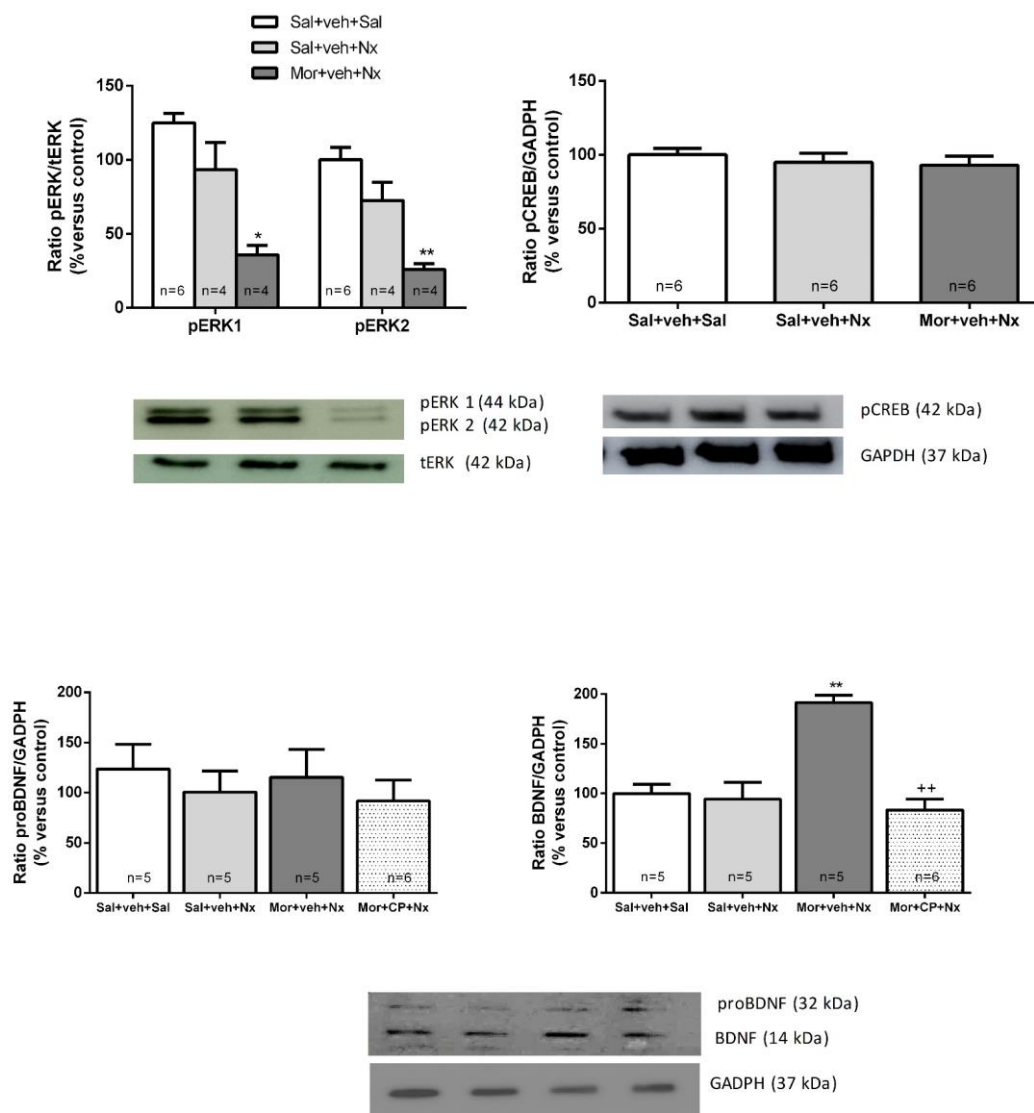 Sal+veh+Sal
Sal+veh+Nx
Mor+veh+Nx
Ratio pERK/tERK
(%versus control)
150
100
50
0
n=6
n=4
n=4
n=6
n=4
n=4
*
**
pERK1
pERK2
Ratio pCREB/GADPH
(% versus control)
150
100
50
0
n=6
n=6
n=6
Sal+veh+Sal
Sal+veh+Nx
Mor+veh+Nx
pERK 1 (44 kDa)
pERK 2 (42 kDa)
tERK (42 kDa)
pCREB (42 kDa)
GAPDH (37 kDa)
Ratio proBDNF/GADPH
(% versus control)
200
150
100
50
0
n=5
n=5
n=5
n=6
Sal+veh+Sal
Sal+veh+Nx
Mor+veh+Nx
Mor+CP+Nx
Ratio BDNF/GADPH
(% versus control)
200
150
100
50
0
**
++
n=5
n=5
n=5
n=6
Sal+veh+Sal
Sal+veh+Nx
Mor+veh+Nx
Mor+CP+Nx
proBDNF (32 kDa)
BDNF (14 kDa)
GADPH (37 kDa)